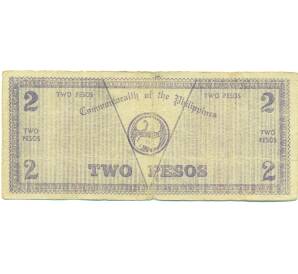 2 TWO PESOS TWO PESOS 2
Commonwealth of the Philippines
TWO PESOS TWO PESOS
2 TWO PESOS 2